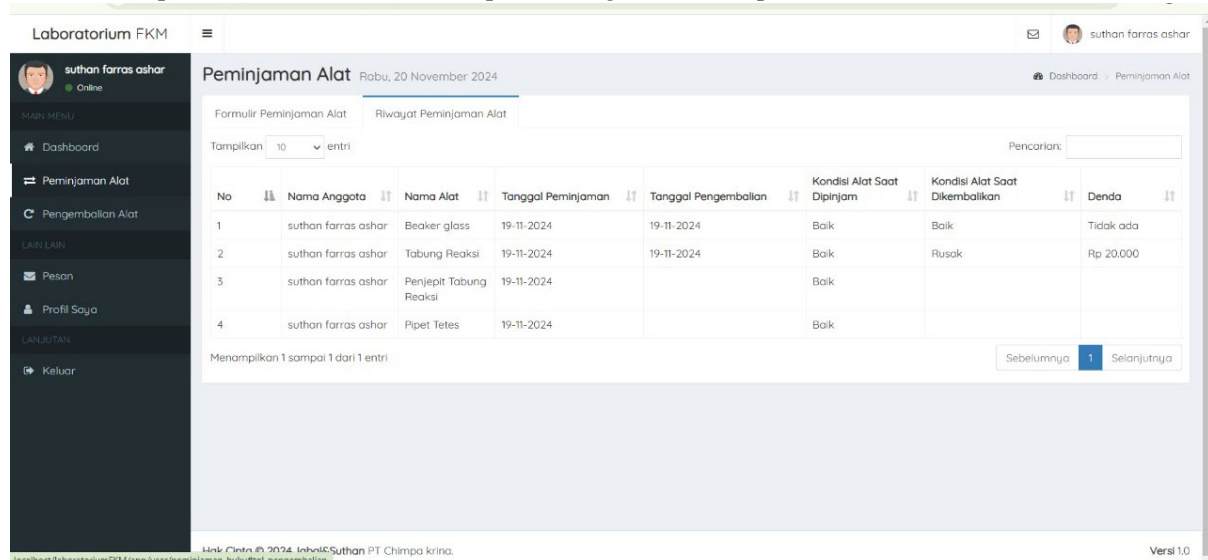 Laboratorium FKM
suthan farras ashar
suthan farras ashar
Online
MAIN MENU
Dashboard
Peminjaman Alat
Pengembalian Alat
LAIN LAIN
Pesan
Profil Saya
LANJUTAN
Keluar
Peminjaman Alat Rabu, 20 November 2024
Dashboard > Peminjaman Alat
Formulir Peminjaman Alat Riwayat Peminjaman Alat
Tampilkan 10 entri Pencarian:
No Nama Anggota Nama Alat Tanggal Peminjaman Tanggal Pengembalian Kondisi Alat Saat Dipinjam Kondisi Alat Saat Dikembalikan Denda
1 suthan farras ashar Beaker glass 19-11-2024 19-11-2024 Baik Baik Tidak ada
2 suthan farras ashar Tabung Reaksi 19-11-2024 19-11-2024 Baik Rusak Rp 20.000
3 suthan farras ashar Penjepit Tabung Reaksi 19-11-2024 Baik
4 suthan farras ashar Pipet Tetes 19-11-2024 Baik
Menampilkan 1 sampai 1 dari 1 entri
Sebelumnya 1 Selanjutnya
Hak Cipta © 2024 Iqbal&Suthan PT Chimpa krina.
Versi 1.0